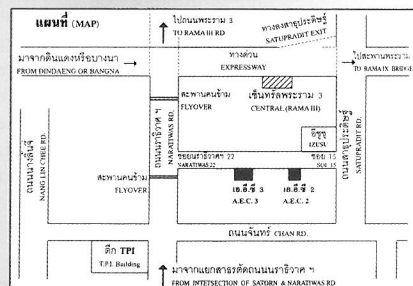 แผนที่ (MAP)
ไปถนนพระราม 3
TO RAMA III RD
ทางลงสาธุประดิษฐ์
SATUPRADIT EXIT
มาจากดินแดงหรือบางนา
FROM DINDAENG OR BANGNA
ทางด่วน
EXPRESSWAY
ไปสะพานพระราม 9
TO RAMA IX BRIDGE
สะพานคนข้าม
FLYOVER
เซ็นทรัลพระราม 3
CENTRAL (RAMA III)
อีซูซุ
IZUSU
ถนนนางลิ้นจี่
NANG LIN CHEE RD.
ถนนนราธิวาส ฯ
NARATIWAS RD.
ถนนสาธุประดิษฐ์
SATUPRADIT RD.
ซอยนราธิวาสฯ 22
NARATIWAS 22
ซอย 15
SOI. 15
สะพานคนข้าม
FLYOVER
เอ.อี.ซี 3
A.E.C. 3
เอ.อี.ซี 2
A.E.C. 2
ถนนจันทร์ CHAN RD.
ตึก TPI
T.P.I. Building
มาจากแยกสาธรตัดถนนนราธิวาส ฯ
FROM INTETSECTION OF SATORN & NARATIWAS RD